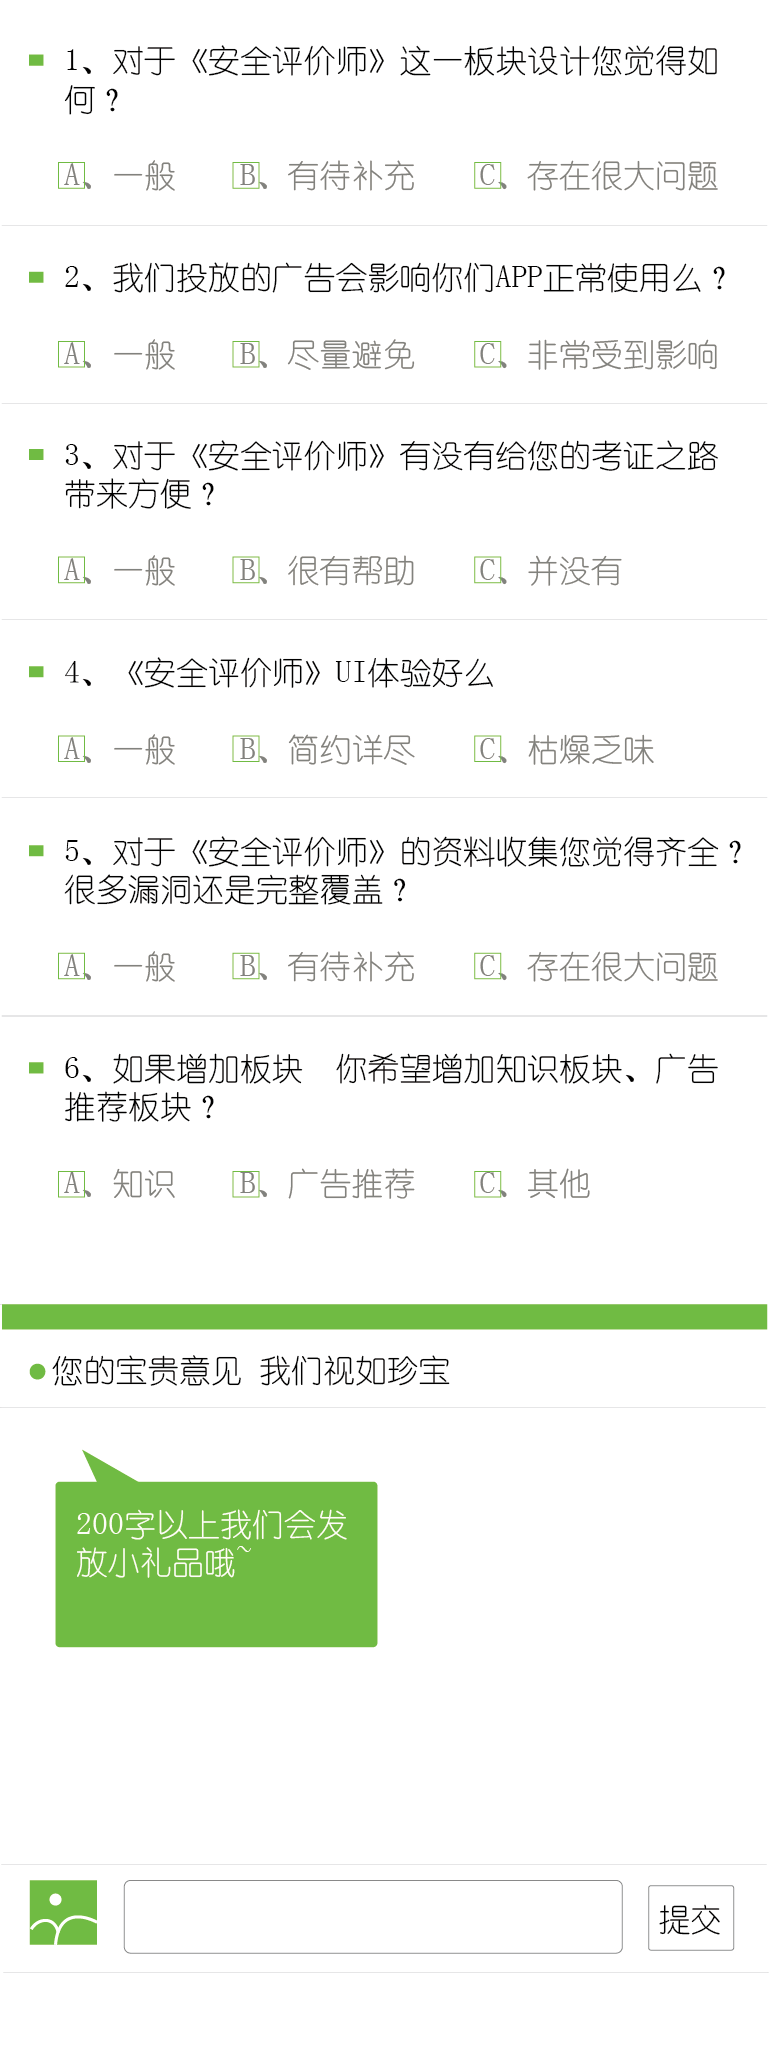 1、对于《安全评价师》这一板块设计您觉得如
何？
A、一般 B、有待补充 C、存在很大问题
2、我们投放的广告会影响你们APP正常使用么？
A、一般 B、尽量避免 C、非常受到影响
3、对于《安全评价师》有没有给您的考证之路
带来方便？
A、一般 B、很有帮助 C、并没有
4、《安全评价师》UI体验好么
A、一般 B、简约详尽 C、枯燥乏味
5、对于《安全评价师》的资料收集您觉得齐全？
很多漏洞还是完整覆盖？
A、一般 B、有待补充 C、存在很大问题
6、如果增加板块 你希望增加知识板块、广告
推荐板块？
A、知识 B、广告推荐 C、其他
您的宝贵意见 我们视如珍宝
200字以上我们会发
放小礼品哦~
提交